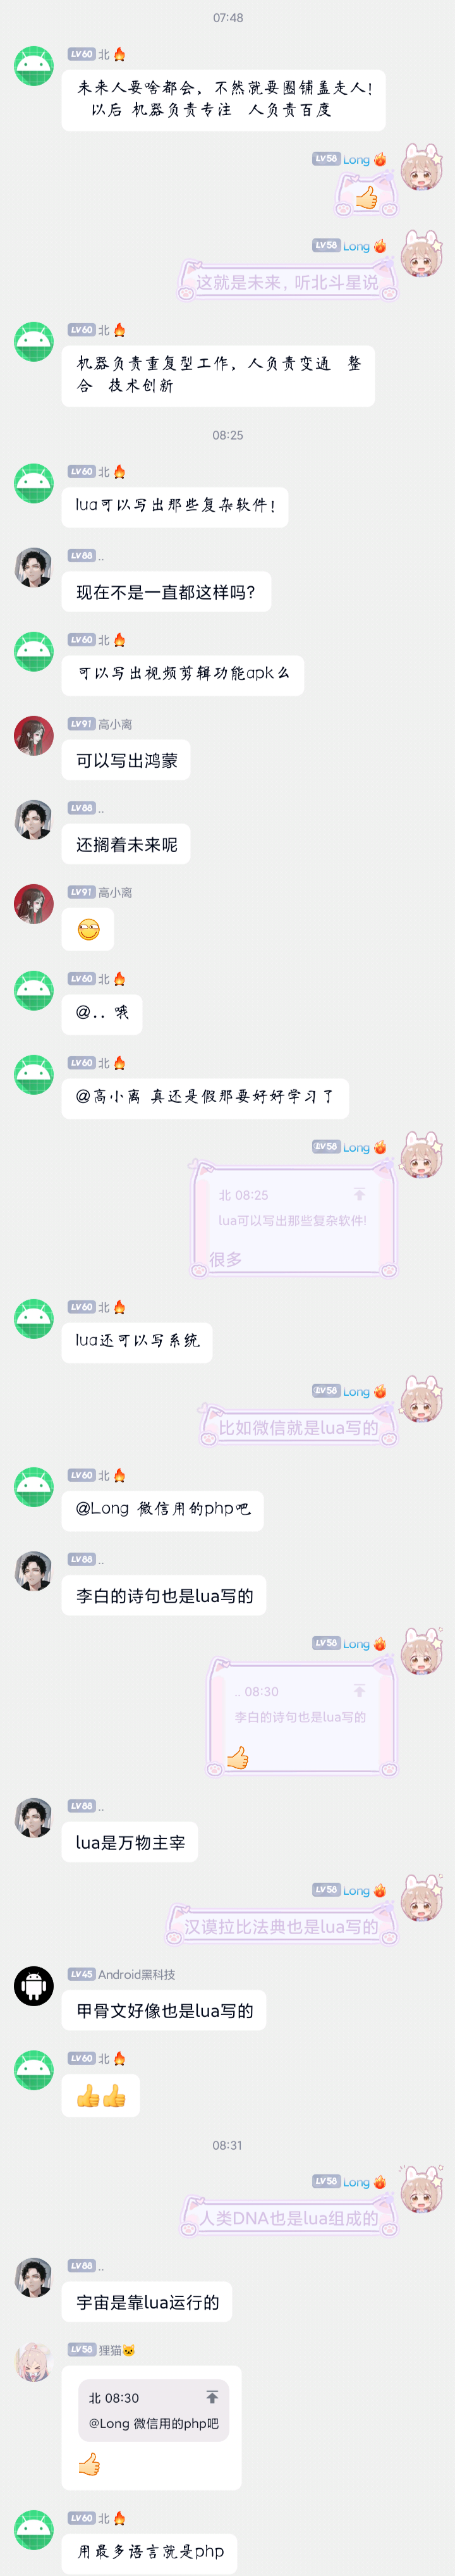 07:48
LV60 北
未来人要啥都会，不然就要圈铺盖走人！
以后 机器负责专注 人负责百度
LV58 Long
LV58 Long
这就是未来，听北斗星说
LV60 北
机器负责重复型工作，人负责变通 整
合 技术创新
08:25
LV60 北
lua可以写出那些复杂软件！
LV88 ..
现在不是一直都这样吗?
LV60 北
可以写出视频剪辑功能apk么
LV91 高小离
可以写出鸿蒙
LV88 ..
还搁着未来呢
LV91 高小离
LV60 北
@.. 哦
LV60 北
@高小离 真还是假那要好好学习了
LV58 Long
北 08:25
lua可以写出那些复杂软件!
很多
LV60 北
lua还可以写系统
LV58 Long
比如微信就是lua写的
LV60 北
@Long 微信用的php吧
LV88 ..
李白的诗句也是lua写的
LV58 Long
.. 08:30
李白的诗句也是lua写的
LV88 ..
lua是万物主宰
LV58 Long
汉谟拉比法典也是lua写的
LV45 Android黑科技
甲骨文好像也是lua写的
LV60 北
08:31
LV58 Long
人类DNA也是lua组成的
LV88 ..
宇宙是靠lua运行的
LV58 狸猫
北 08:30
@Long 微信用的php吧
LV60 北
用最多语言就是php